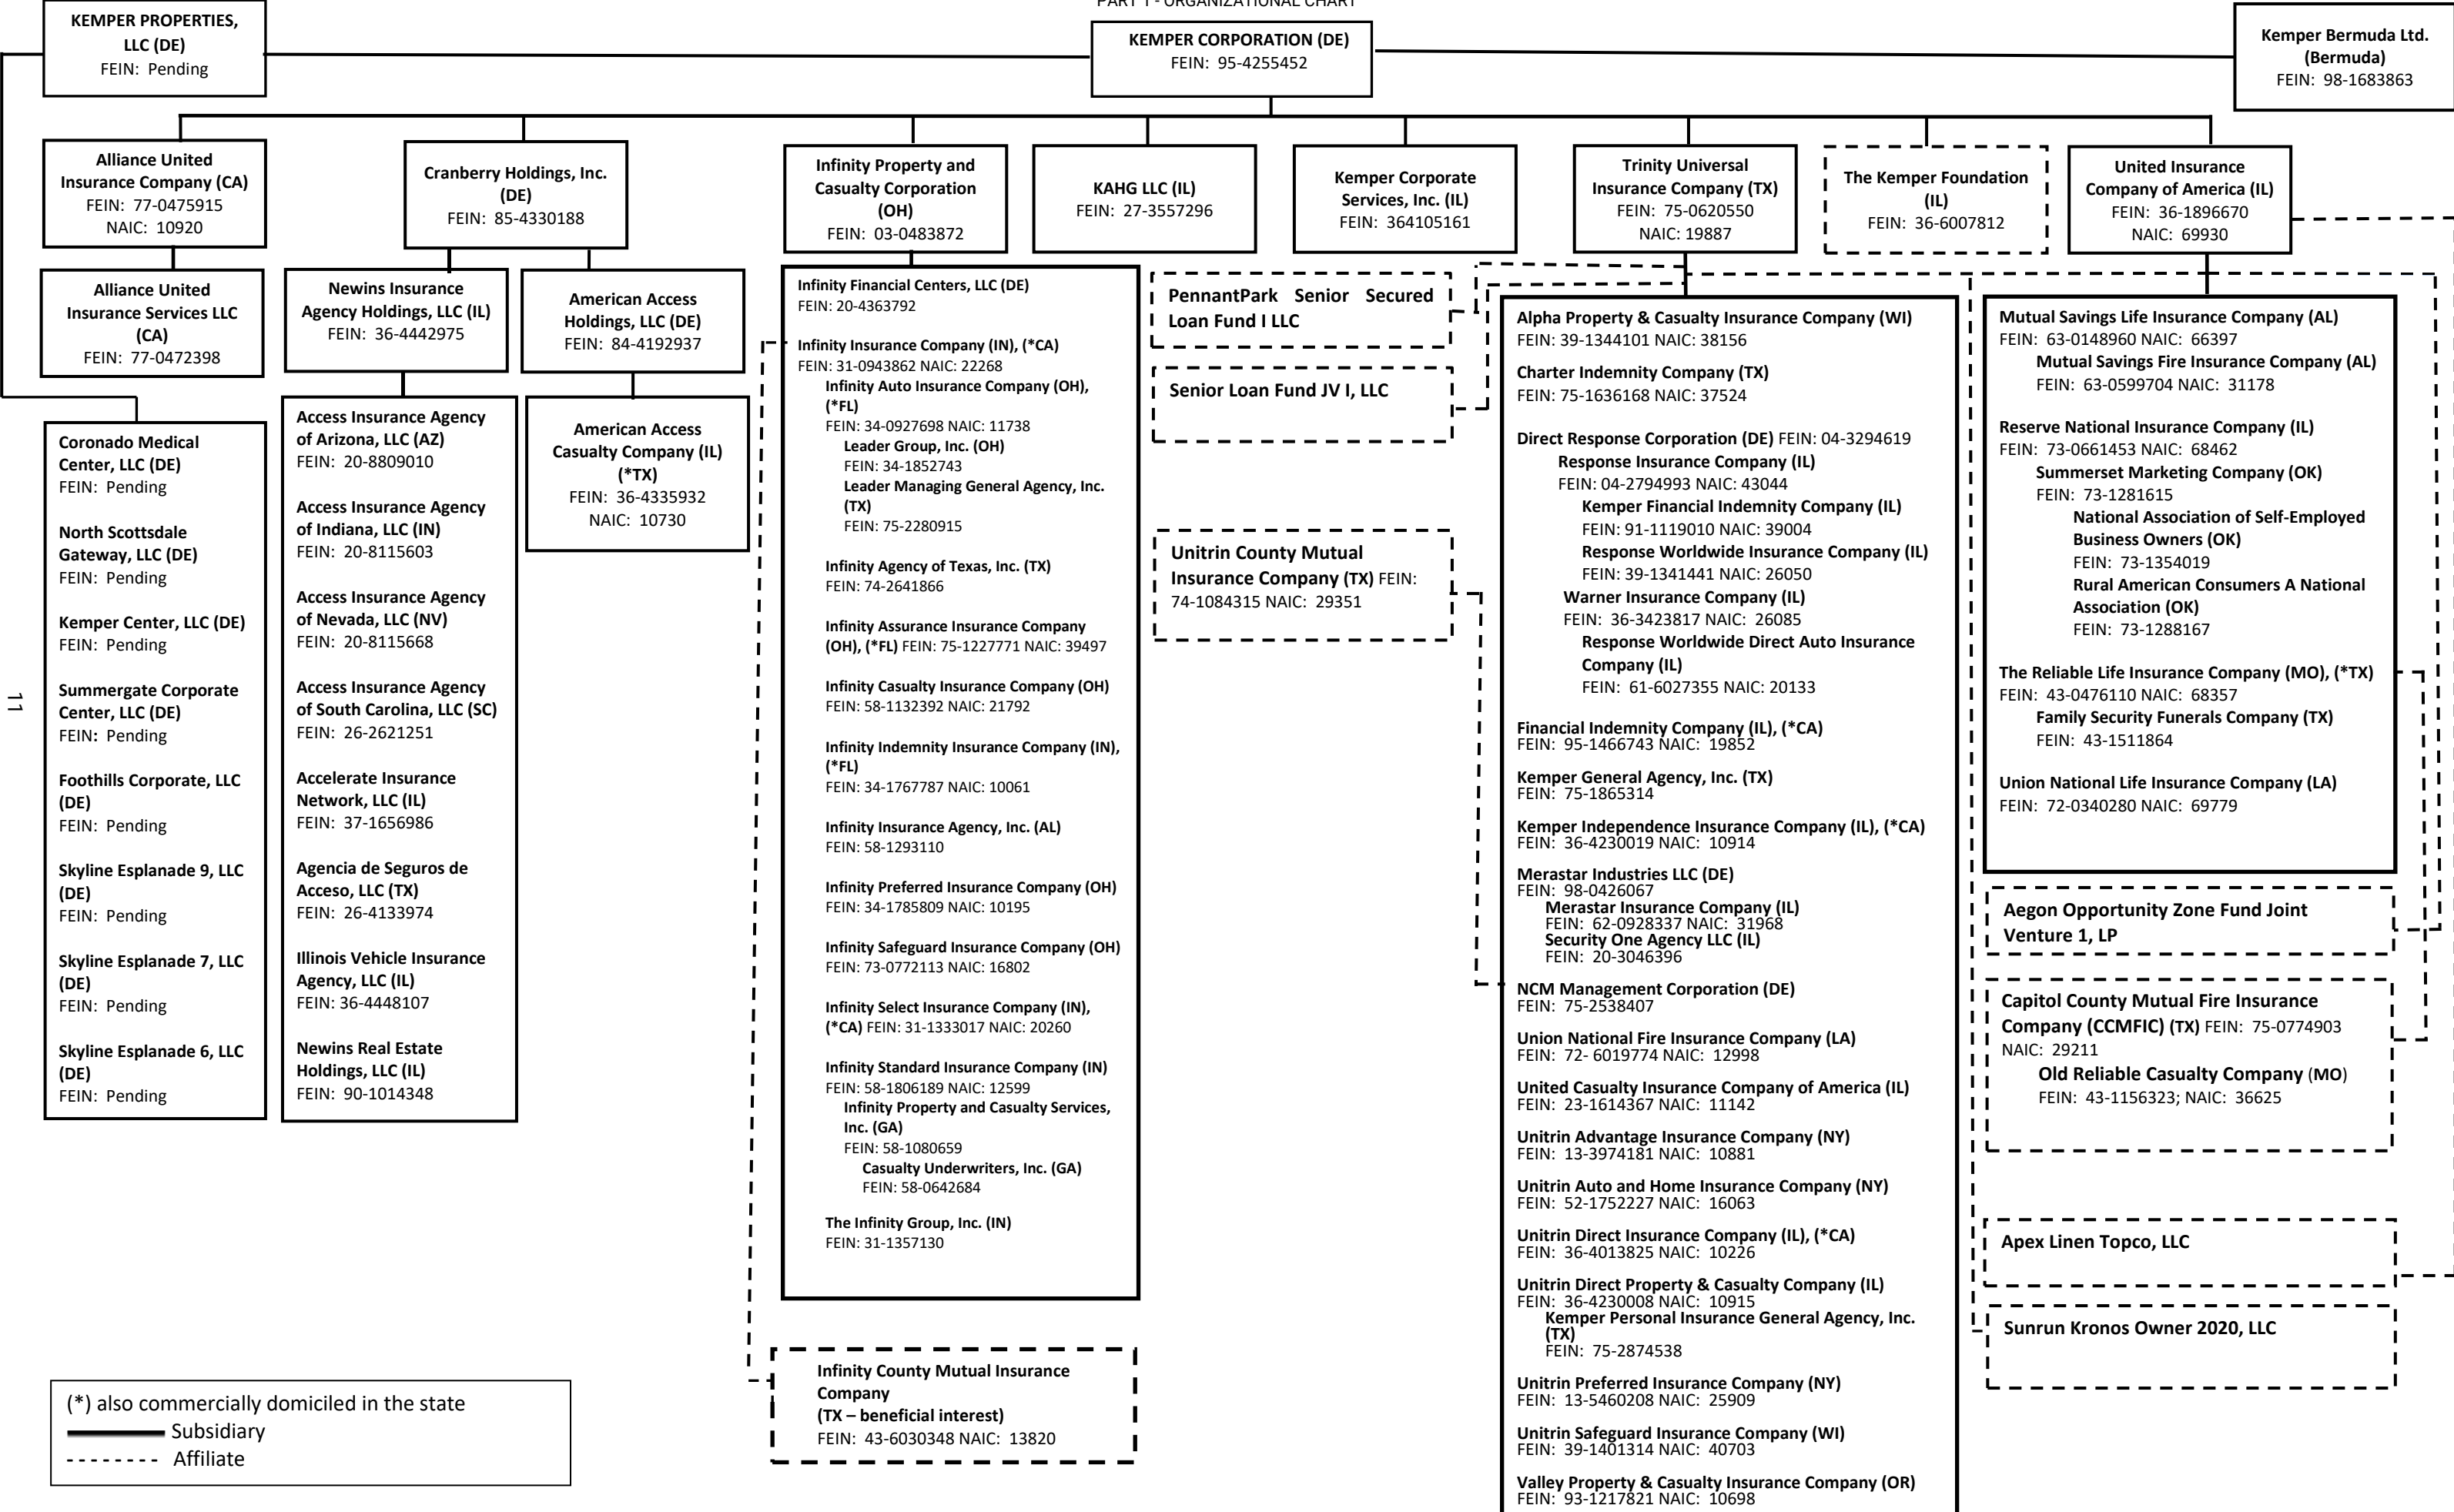 PART 1 - ORGANIZATIONAL CHART
KEMPER PROPERTIES,
LLC (DE)
FEIN: Pending
KEMPER CORPORATION (DE)
FEIN: 95-4255452
Kemper Bermuda Ltd.
(Bermuda)
FEIN: 98-1683863
Alliance United
Insurance Company (CA)
FEIN: 77-0475915
NAIC: 10920
Cranberry Holdings, Inc.
(DE)
FEIN: 85-4330188
Infinity Property and
Casualty Corporation
(OH)
FEIN: 03-0483872
KAHG LLC (IL)
FEIN: 27-3557296
Kemper Corporate
Services, Inc. (IL)
FEIN: 364105161
Trinity Universal
Insurance Company (TX)
FEIN: 75-0620550
NAIC: 19887
The Kemper Foundation
(IL)
FEIN: 36-6007812
United Insurance
Company of America (IL)
FEIN: 36-1896670
NAIC: 69930
Alliance United
Insurance Services LLC
(CA)
FEIN: 77-0472398
Newins Insurance
Agency Holdings, LLC (IL)
FEIN: 36-4442975
American Access
Holdings, LLC (DE)
FEIN: 84-4192937
Coronado Medical
Center, LLC (DE)
FEIN: Pending
North Scottsdale
Gateway, LLC (DE)
FEIN: Pending
Kemper Center, LLC (DE)
FEIN: Pending
Summergate Corporate
Center, LLC (DE)
FEIN: Pending
Foothills Corporate, LLC
(DE)
FEIN: Pending
Skyline Esplanade 9, LLC
(DE)
FEIN: Pending
Skyline Esplanade 7, LLC
(DE)
FEIN: Pending
Skyline Esplanade 6, LLC
(DE)
FEIN: Pending
Access Insurance Agency
of Arizona, LLC (AZ)
FEIN: 20-8809010
Access Insurance Agency
of Indiana, LLC (IN)
FEIN: 20-8115603
Access Insurance Agency
of Nevada, LLC (NV)
FEIN: 20-8115668
Access Insurance Agency
of South Carolina, LLC (SC)
FEIN: 26-2621251
Accelerate Insurance
Network, LLC (IL)
FEIN: 37-1656986
Agencia de Seguros de
Acceso, LLC (TX)
FEIN: 26-4133974
Illinois Vehicle Insurance
Agency, LLC (IL)
FEIN: 36-4448107
Newins Real Estate
Holdings, LLC (IL)
FEIN: 90-1014348
American Access
Casualty Company (IL)
(*TX)
FEIN: 36-4335932
NAIC: 10730
Infinity Financial Centers, LLC (DE)
FEIN: 20-4363792
Infinity Insurance Company (IN), (*CA)
FEIN: 31-0943862 NAIC: 22268
Infinity Auto Insurance Company (OH),
(*FL)
FEIN: 34-0927698 NAIC: 11738
Leader Group, Inc. (OH)
FEIN: 34-1852743
Leader Managing General Agency, Inc.
(TX)
FEIN: 75-2280915
Infinity Agency of Texas, Inc. (TX)
FEIN: 74-2641866
Infinity Assurance Insurance Company
(OH), (*FL) FEIN: 75-1227771 NAIC: 39497
Infinity Casualty Insurance Company (OH)
FEIN: 58-1132392 NAIC: 21792
Infinity Indemnity Insurance Company (IN),
(*FL)
FEIN: 34-1767787 NAIC: 10061
Infinity Insurance Agency, Inc. (AL)
FEIN: 58-1293110
Infinity Preferred Insurance Company (OH)
FEIN: 34-1785809 NAIC: 10195
Infinity Safeguard Insurance Company (OH)
FEIN: 73-0772113 NAIC: 16802
Infinity Select Insurance Company (IN),
(*CA) FEIN: 31-1333017 NAIC: 20260
Infinity Standard Insurance Company (IN)
FEIN: 58-1806189 NAIC: 12599
Infinity Property and Casualty Services,
Inc. (GA)
FEIN: 58-1080659
Casualty Underwriters, Inc. (GA)
FEIN: 58-0642684
The Infinity Group, Inc. (IN)
FEIN: 31-1357130
Infinity County Mutual Insurance
Company
(TX – beneficial interest)
FEIN: 43-6030348 NAIC: 13820
PennantPark Senior Secured
Loan Fund I LLC
Senior Loan Fund JV I, LLC
Unitrin County Mutual
Insurance Company (TX) FEIN:
74-1084315 NAIC: 29351
Alpha Property & Casualty Insurance Company (WI)
FEIN: 39-1344101 NAIC: 38156
Charter Indemnity Company (TX)
FEIN: 75-1636168 NAIC: 37524
Direct Response Corporation (DE) FEIN: 04-3294619
Response Insurance Company (IL)
FEIN: 04-2794993 NAIC: 43044
Kemper Financial Indemnity Company (IL)
FEIN: 91-1119010 NAIC: 39004
Response Worldwide Insurance Company (IL)
FEIN: 39-1341441 NAIC: 26050
Warner Insurance Company (IL)
FEIN: 36-3423817 NAIC: 26085
Response Worldwide Direct Auto Insurance
Company (IL)
FEIN: 61-6027355 NAIC: 20133
Financial Indemnity Company (IL), (*CA)
FEIN: 95-1466743 NAIC: 19852
Kemper General Agency, Inc. (TX)
FEIN: 75-1865314
Kemper Independence Insurance Company (IL), (*CA)
FEIN: 36-4230019 NAIC: 10914
Merastar Industries LLC (DE)
FEIN: 98-0426067
Merastar Insurance Company (IL)
FEIN: 62-0928337 NAIC: 31968
Security One Agency LLC (IL)
FEIN: 20-3046396
NCM Management Corporation (DE)
FEIN: 75-2538407
Union National Fire Insurance Company (LA)
FEIN: 72- 6019774 NAIC: 12998
United Casualty Insurance Company of America (IL)
FEIN: 23-1614367 NAIC: 11142
Unitrin Advantage Insurance Company (NY)
FEIN: 13-3974181 NAIC: 10881
Unitrin Auto and Home Insurance Company (NY)
FEIN: 52-1752227 NAIC: 16063
Unitrin Direct Insurance Company (IL), (*CA)
FEIN: 36-4013825 NAIC: 10226
Unitrin Direct Property & Casualty Company (IL)
FEIN: 36-4230008 NAIC: 10915
Kemper Personal Insurance General Agency, Inc.
(TX)
FEIN: 75-2874538
Unitrin Preferred Insurance Company (NY)
FEIN: 13-5460208 NAIC: 25909
Unitrin Safeguard Insurance Company (WI)
FEIN: 39-1401314 NAIC: 40703
Valley Property & Casualty Insurance Company (OR)
FEIN: 93-1217821 NAIC: 10698
Mutual Savings Life Insurance Company (AL)
FEIN: 63-0148960 NAIC: 66397
Mutual Savings Fire Insurance Company (AL)
FEIN: 63-0599704 NAIC: 31178
Reserve National Insurance Company (IL)
FEIN: 73-0661453 NAIC: 68462
Summerset Marketing Company (OK)
FEIN: 73-1281615
National Association of Self-Employed
Business Owners (OK)
FEIN: 73-1354019
Rural American Consumers A National
Association (OK)
FEIN: 73-1288167
The Reliable Life Insurance Company (MO), (*TX)
FEIN: 43-0476110 NAIC: 68357
Family Security Funerals Company (TX)
FEIN: 43-1511864
Union National Life Insurance Company (LA)
FEIN: 72-0340280 NAIC: 69779
Aegon Opportunity Zone Fund Joint
Venture 1, LP
Capitol County Mutual Fire Insurance
Company (CCMFIC) (TX) FEIN: 75-0774903
NAIC: 29211
Old Reliable Casualty Company (MO)
FEIN: 43-1156323; NAIC: 36625
Apex Linen Topco, LLC
Sunrun Kronos Owner 2020, LLC
(*) also commercially domiciled in the state
Subsidiary
Affiliate
11